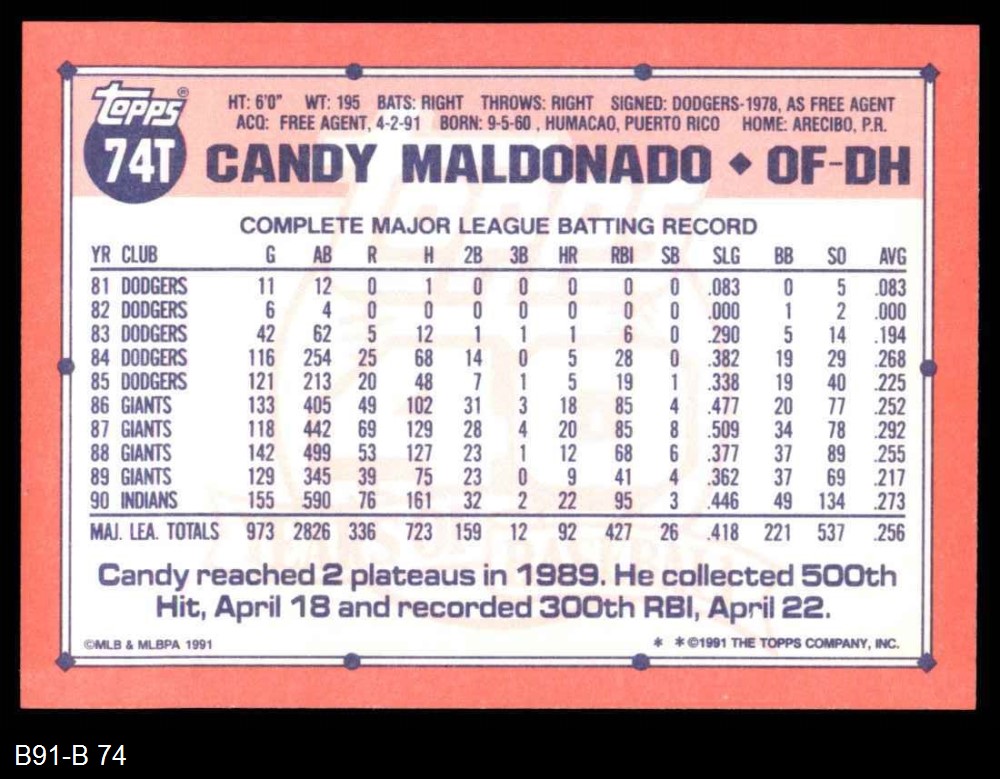 Topps®
74T
HT: 6'0" WT: 195 BATS: RIGHT THROWS: RIGHT SIGNED: DODGERS-1978, AS FREE AGENT
ACQ: FREE AGENT, 4-2-91 BORN: 9-5-60 , HUMACAO, PUERTO RICO HOME: ARECIBO, P.R.
CANDY MALDONADO ◆ OF-DH
COMPLETE MAJOR LEAGUE BATTING RECORD
YR CLUB G AB R H 2B 3B HR RBI SB SLG BB SO AVG
81 DODGERS 11 12 0 1 0 0 0 0 0 .083 0 5 .083
82 DODGERS 6 4 0 0 0 0 0 0 0 .000 1 2 .000
83 DODGERS 42 62 5 12 1 1 1 6 0 .290 5 14 .194
84 DODGERS 116 254 25 68 14 0 5 28 0 .382 19 29 .268
85 DODGERS 121 213 20 48 7 1 5 19 1 .338 19 40 .225
86 GIANTS 133 405 49 102 31 3 18 85 4 .477 20 77 .252
87 GIANTS 118 442 69 129 28 4 20 85 8 .509 34 78 .292
88 GIANTS 142 499 53 127 23 1 12 68 6 .377 37 89 .255
89 GIANTS 129 345 39 75 23 0 9 41 4 .362 37 69 .217
90 INDIANS 155 590 76 161 32 2 22 95 3 .446 49 134 .273
MAJ. LEA. TOTALS 973 2826 336 723 159 12 92 427 26 .418 221 537 .256
Candy reached 2 plateaus in 1989. He collected 500th
Hit, April 18 and recorded 300th RBI, April 22.
©MLB & MLBPA 1991 * *©1991 THE TOPPS COMPANY, INC.
B91-B 74